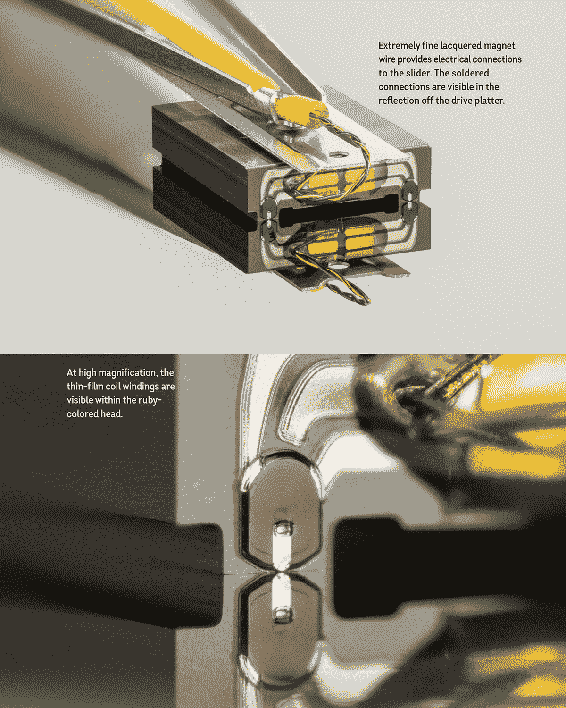 Extremely fine lacquered magnet
wire provides electrical connections
to the slider. The soldered
connections are visible in the
reflection off the drive platter.
At high magnification, the
thin-film coil windings are
visible within the ruby-
colored head.